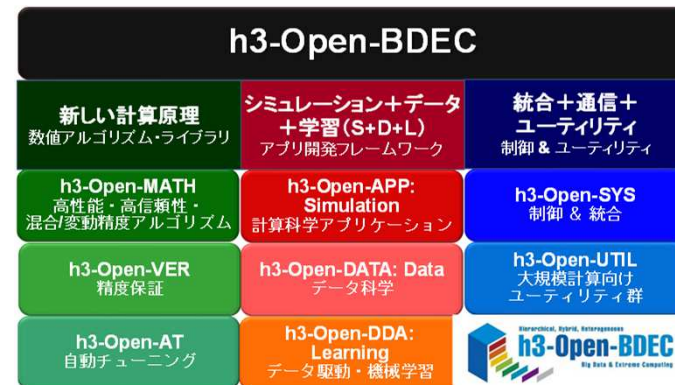 h3-Open-BDEC
新しい計算原理
数値アルゴリズム・ライブラリ
シミュレーション+データ
+学習(S+D+L)
アプリ開発フレームワーク
統合+通信+
ユーティリティ
制御 & ユーティリティ
h3-Open-MATH
高性能・高信頼性・
混合/変動精度アルゴリズム
h3-Open-APP:
Simulation
計算科学アプリケーション
h3-Open-SYS
制御 & 統合
h3-Open-VER
精度保証
h3-Open-DATA: Data
データ科学
h3-Open-UTIL
大規模計算向け
ユーティリティ群
h3-Open-AT
自動チューニング
h3-Open-DDA:
Learning
データ駆動・機械学習
Hierarchical, Hybrid, Heterogeneous
h3-Open-BDEC
Big Data & Extreme Computing